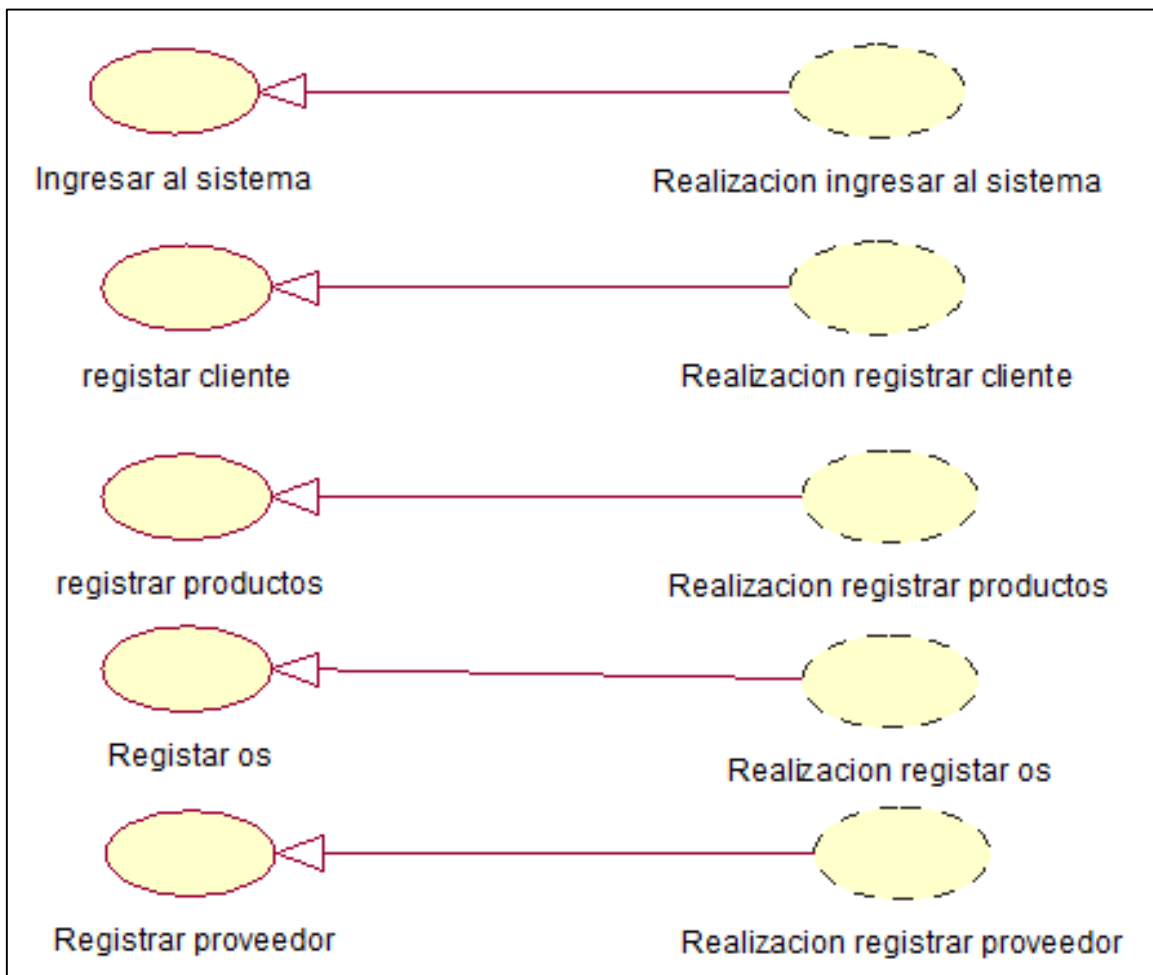 Ingresar al sistema
Realizacion ingresar al sistema
registar cliente
Realizacion registrar cliente
registrar productos
Realizacion registrar productos
Registar os
Realizacion registar os
Registrar proveedor
Realizacion registrar proveedor